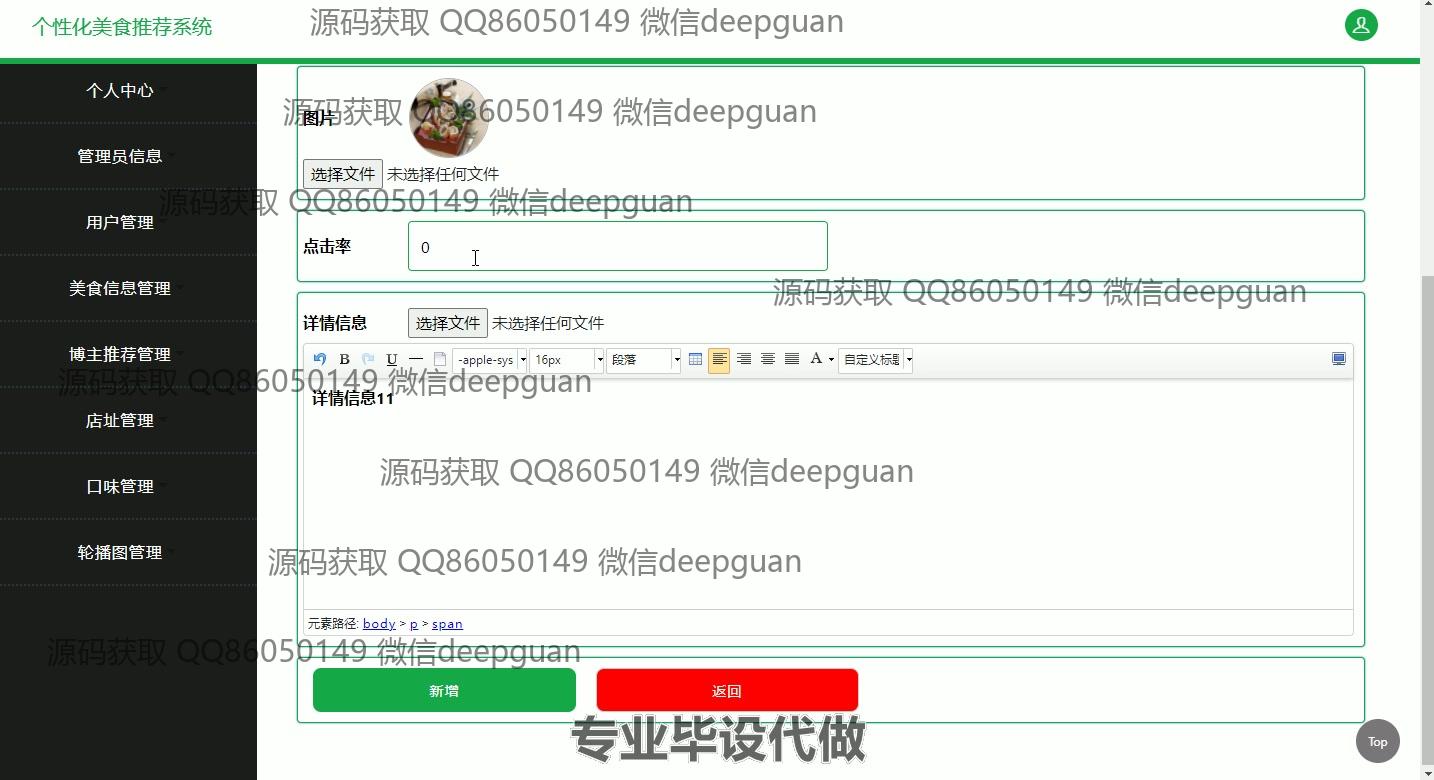 个性化美食推荐系统
源码获取 QQ86050149 微信deepguan
个人中心
管理员信息
用户管理
美食信息管理
博主推荐管理
店址管理
口味管理
轮播图管理
源码获取 QQ86050149 微信deepguan
图片
选择文件 未选择任何文件
源码获取 QQ86050149 微信deepguan
点击率 0
源码获取 QQ86050149 微信deepguan
详情信息 选择文件 未选择任何文件
B U -apple-sys 16px 段落 A 自定义标题
源码获取 QQ86050149 微信deepguan
详情信息11
源码获取 QQ86050149 微信deepguan
源码获取 QQ86050149 微信deepguan
元素路径: body > p > span
源码获取 QQ86050149 微信deepguan
新增 返回
专业毕设代做
Top